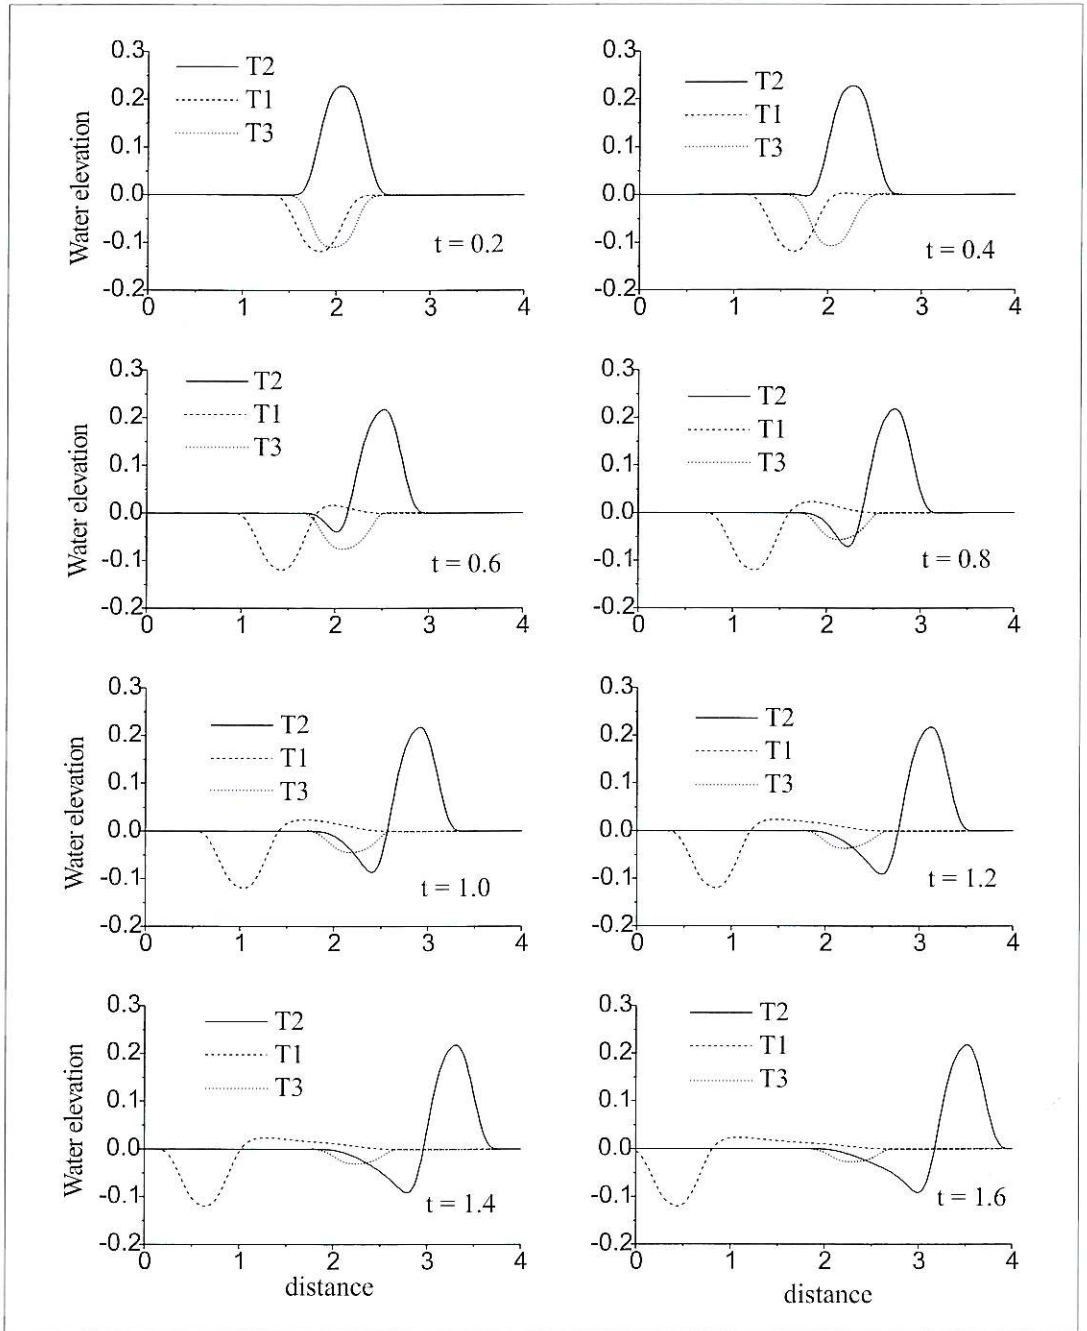 0.3
0.2
0.1
0.0
-0.1
-0.2
Water elevation
T2
T1
T3
t = 0.2
0 1 2 3 4
0.3
0.2
0.1
0.0
-0.1
-0.2
T2
T1
T3
t = 0.4
0 1 2 3 4
0.3
0.2
0.1
0.0
-0.1
-0.2
Water elevation
T2
T1
T3
t = 0.6
0 1 2 3 4
0.3
0.2
0.1
0.0
-0.1
-0.2
T2
T1
T3
t = 0.8
0 1 2 3 4
0.3
0.2
0.1
0.0
-0.1
-0.2
Water elevation
T2
T1
T3
t = 1.0
0 1 2 3 4
0.3
0.2
0.1
0.0
-0.1
-0.2
T2
T1
T3
t = 1.2
0 1 2 3 4
0.3
0.2
0.1
0.0
-0.1
-0.2
Water elevation
T2
T1
T3
t = 1.4
0 1 2 3 4
distance
0.3
0.2
0.1
0.0
-0.1
-0.2
T2
T1
T3
t = 1.6
0 1 2 3 4
distance